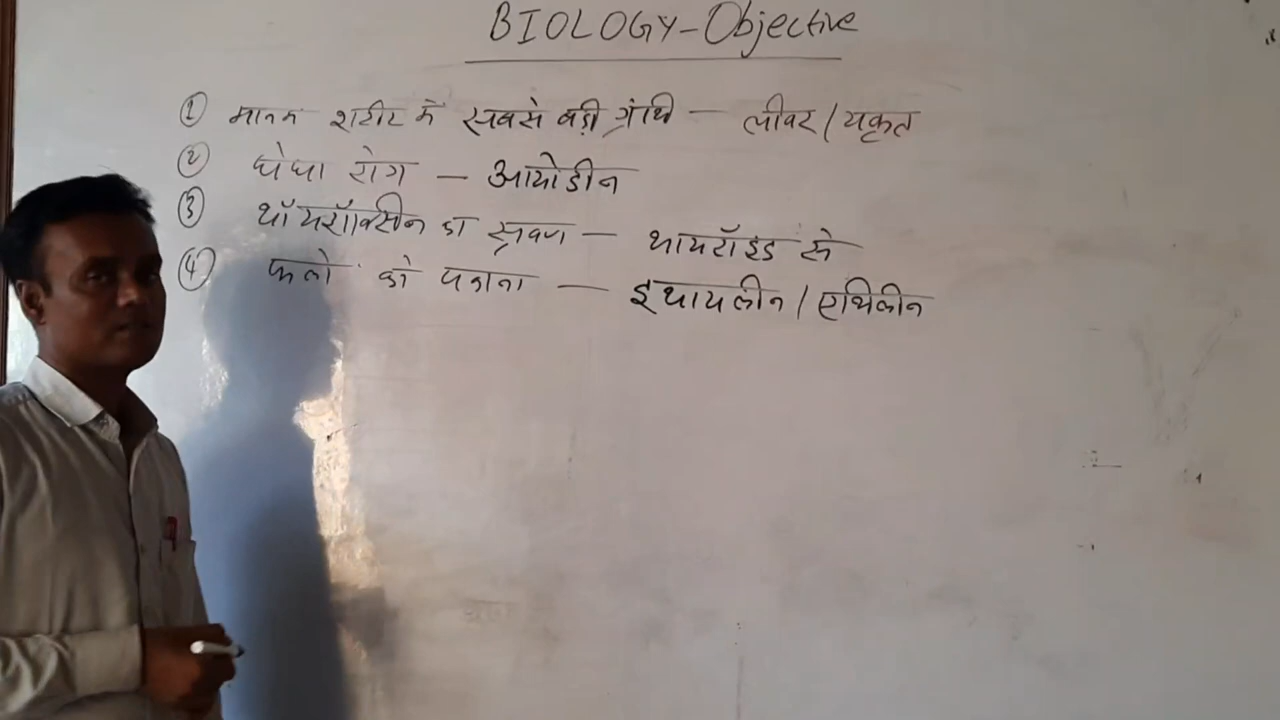 BIOLOGY-Objective
① मानव शरीर में सबसे बड़ी ग्रंथि — लीवर/यकृत
② घेघा रोग — आयोडीन
③ थॉयरॉक्सीन का स्रवण — थायरॉइड से
④ फलो को पकाना — इथायलीन/एथिलीन